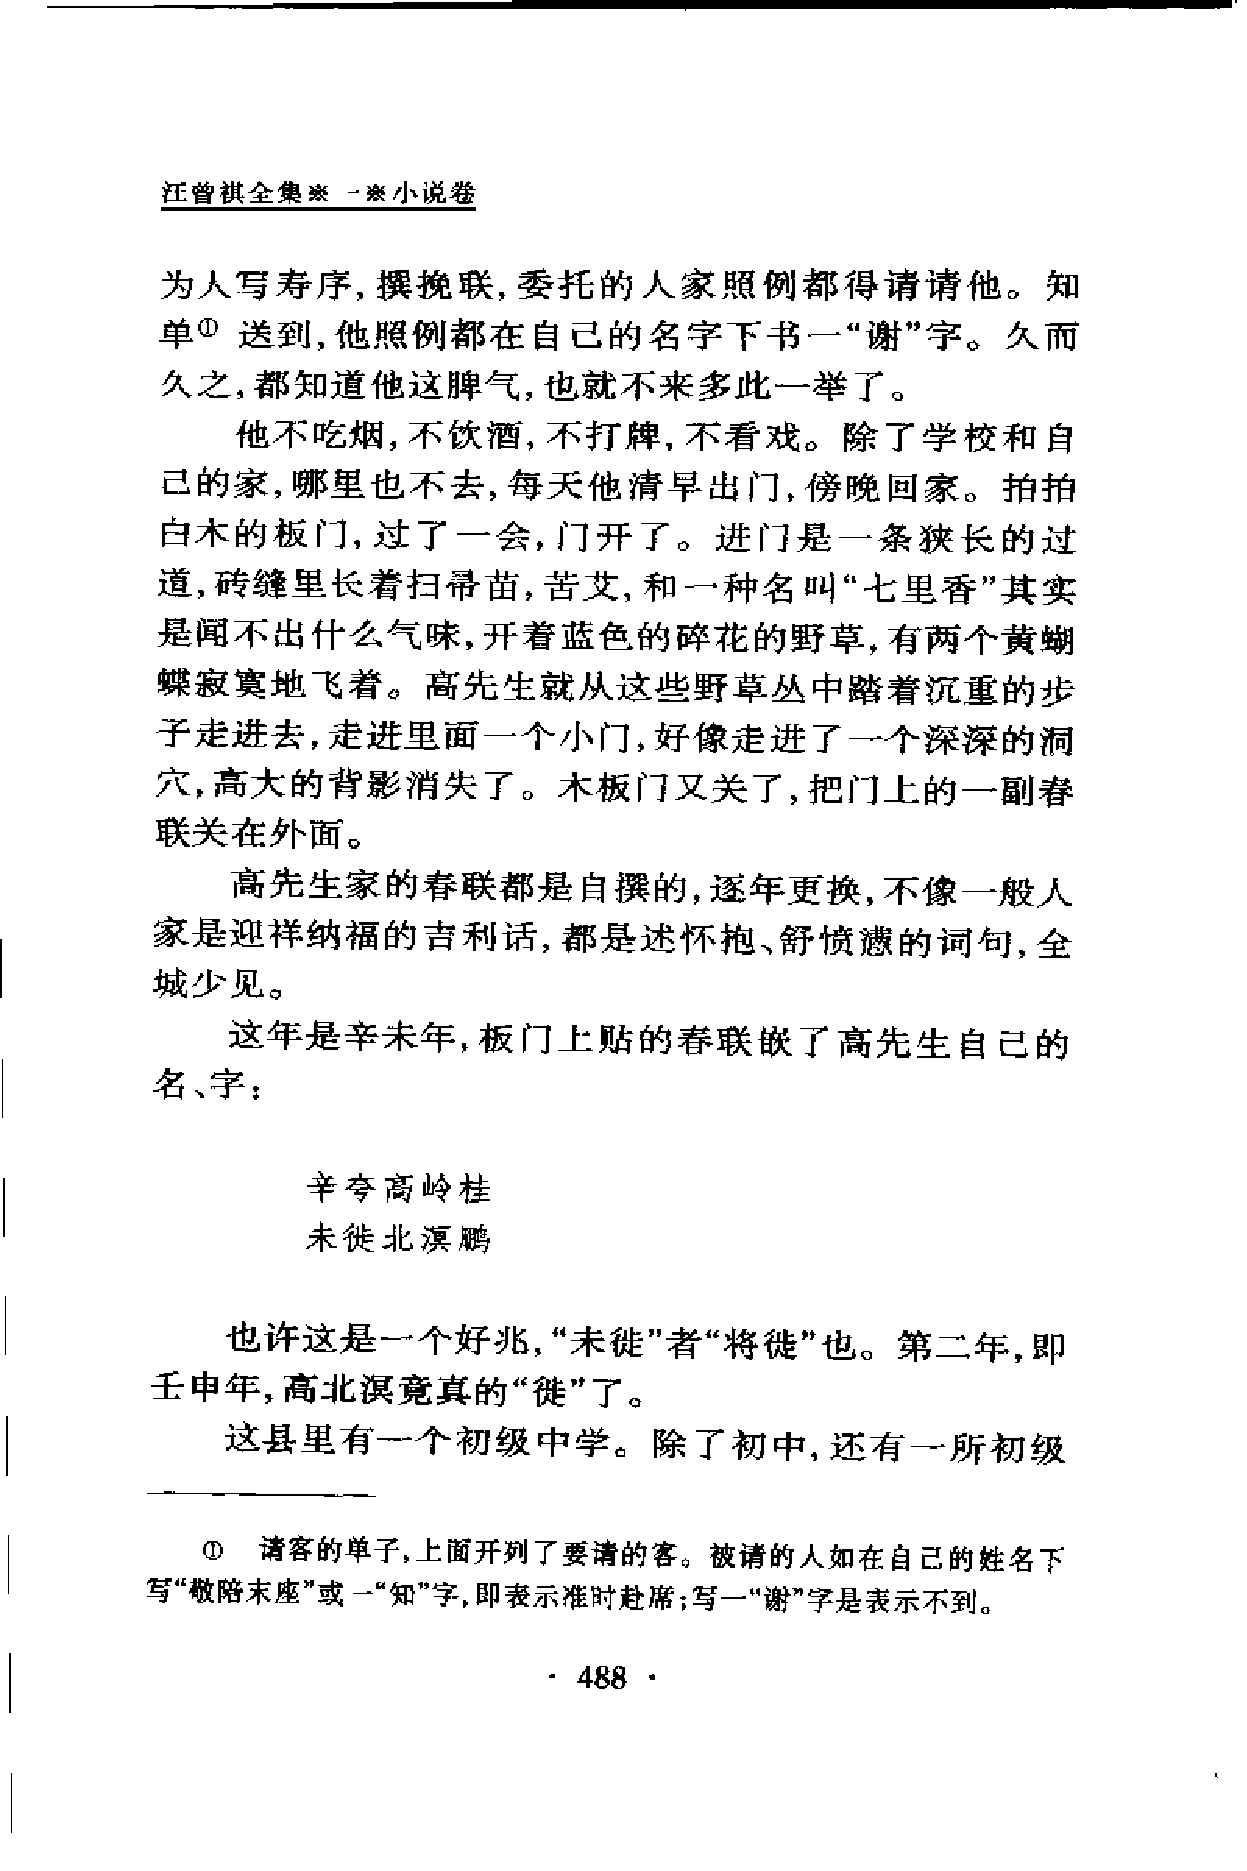 汪曾祺全集※一※小说卷
为人写寿序,撰挽联,委托的人家照例都得请请他。知
单① 送到,他照例都在自己的名字下书一“谢”字。久而
久之,都知道他这脾气,也就不来多此一举了。
他不吃烟,不饮酒,不打牌,不看戏。除了学校和自
己的家,哪里也不去,每天他清早出门,傍晚回家。拍拍
白木的板门,过了一会,门开了。进门是一条狭长的过
道,砖缝里长着扫帚苗,苦艾,和一种名叫“七里香”其实
是闻不出什么气味,开着蓝色的碎花的野草,有两个黄蝴
蝶寂寞地飞着。高先生就从这些野草丛中踏着沉重的步
子走进去,走进里面一个小门,好像走进了一个深深的洞
穴,高大的背影消失了。木板门又关了,把门上的一副春
联关在外面。
高先生家的春联都是自撰的,逐年更换,不像一般人
家是迎祥纳福的吉利话,都是述怀抱、舒愤懑的词句,全
城少见。
这年是辛未年,板门上贴的春联嵌了高先生自己的
名、字:
辛夸高岭桂
未徙北溟鹏
也许这是一个好兆,“未徙”者“将徙”也。第二年,即
壬申年,高北溟竟真的“徙”了。
这县里有一个初级中学。除了初中,还有一所初级
① 请客的单子,上面开列了要请的客。被请的人如在自己的姓名下
写“敬陪末座”或一“知”字,即表示准时赴席;写一“谢”字是表示不到。
· 488 ·